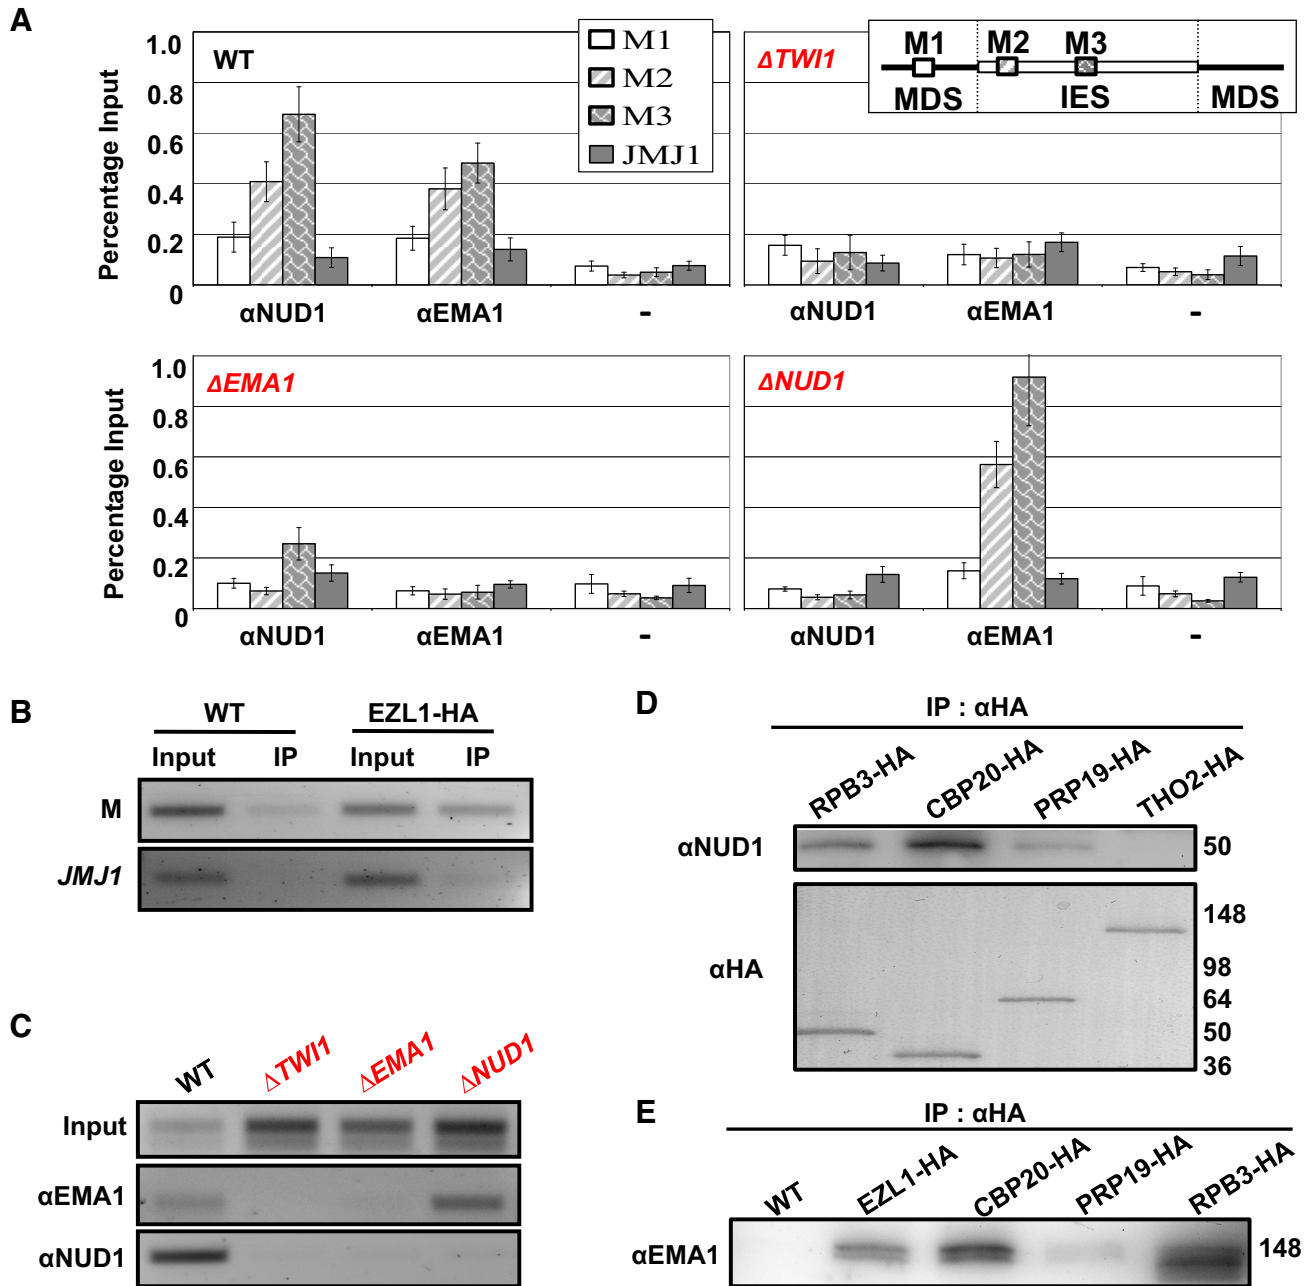 A
Percentage Input
1.0
0.8
0.6
0.4
0.2
0
WT
M1
M2
M3
JMJ1
αNUD1 αEMA1 -
ΔTWI1
M1 M2 M3
MDS IES MDS
αNUD1 αEMA1 -
Percentage Input
1.0
0.8
0.6
0.4
0.2
0
ΔEMA1
αNUD1 αEMA1 -
ΔNUD1
αNUD1 αEMA1 -
B
WT EZL1-HA
Input IP Input IP
M
JMJ1
C
WT ΔTWI1 ΔEMA1 ΔNUD1
Input
αEMA1
αNUD1
D
IP : αHA
RPB3-HA CBP20-HA PRP19-HA THO2-HA
αNUD1 50
αHA
148
98
64
50
36
E
IP : αHA
WT EZL1-HA CBP20-HA PRP19-HA RPB3-HA
αEMA1 148